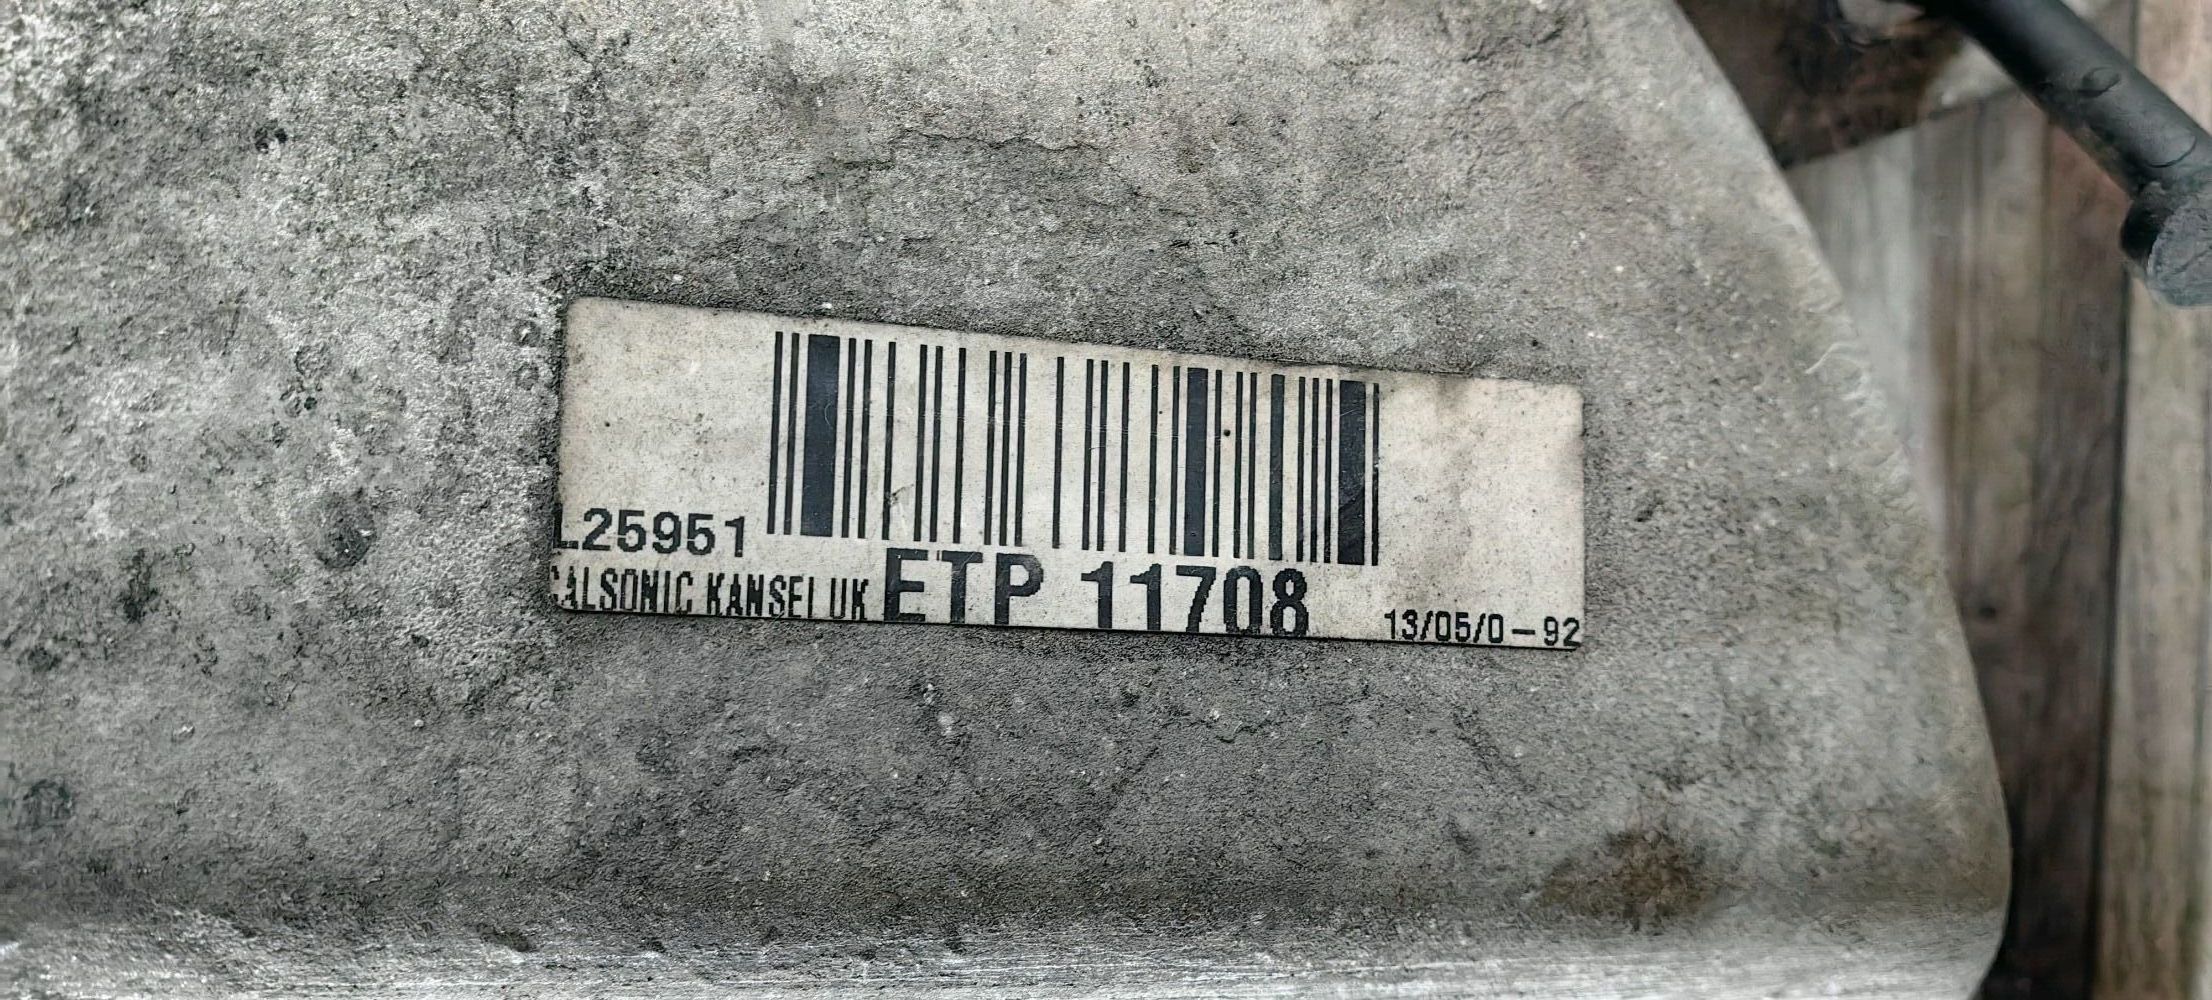 L25951
CALSONIC KANSEI UK ETP 11708 13/05/0-92